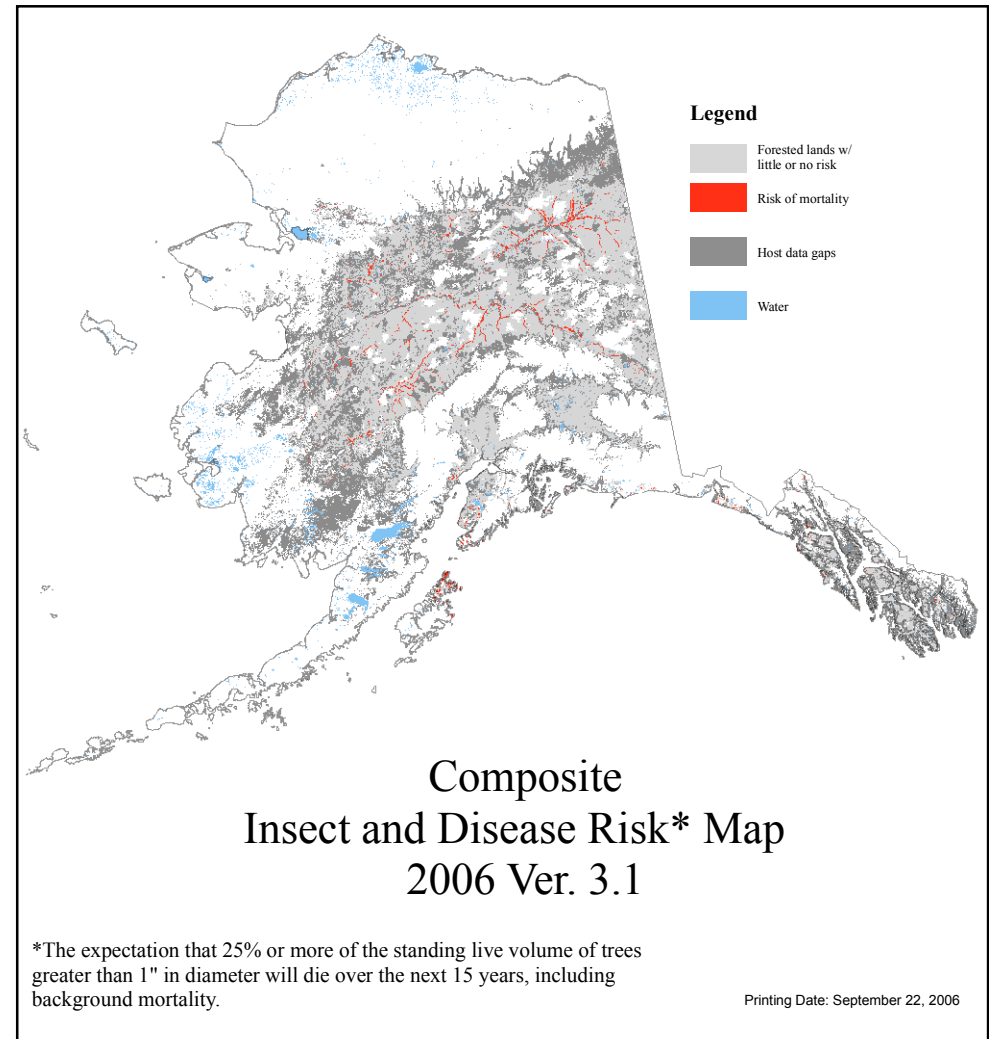 Legend
Forested lands w/
little or no risk
Risk of mortality
Host data gaps
Water
Composite
Insect and Disease Risk* Map
2006 Ver. 3.1
*The expectation that 25% or more of the standing live volume of trees
greater than 1" in diameter will die over the next 15 years, including
background mortality.
Printing Date: September 22, 2006